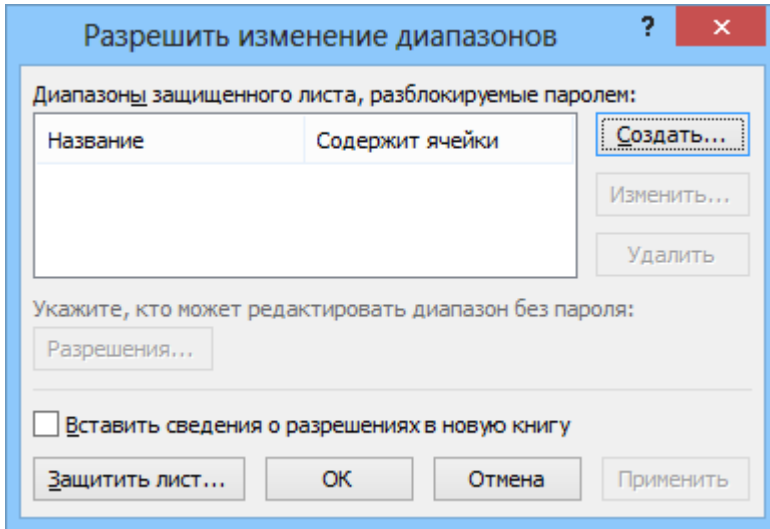 Разрешить изменение диапазонов ? ×
Диапазоны защищенного листа, разблокируемые паролем:
Название Содержит ячейки
Создать...
Изменить...
Удалить
Укажите, кто может редактировать диапазон без пароля:
Разрешения...
Вставить сведения о разрешениях в новую книгу
Защитить лист... ОК Отмена Применить